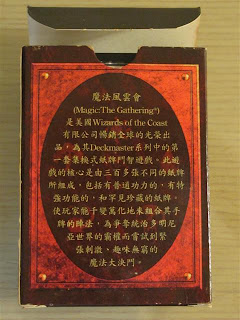 魔法風雲會
(Magic:The Gathering®)
是美國Wizards of the Coast
有限公司暢銷全球的光榮出
品，為其Deckmaster系列中的第
一套集換式紙牌鬥智遊戲，此遊
戲的核心是由三百多張不同的紙牌
所組成，包括有普通功力的，有特
強功能的，和罕見珍藏的紙牌，
使玩家能千變萬化地來組合其手
牌的陣法，為爭奪統治多明尼
亞世界的霸權而嘗試到緊
張刺激、趣味無窮的
魔法大決鬥。